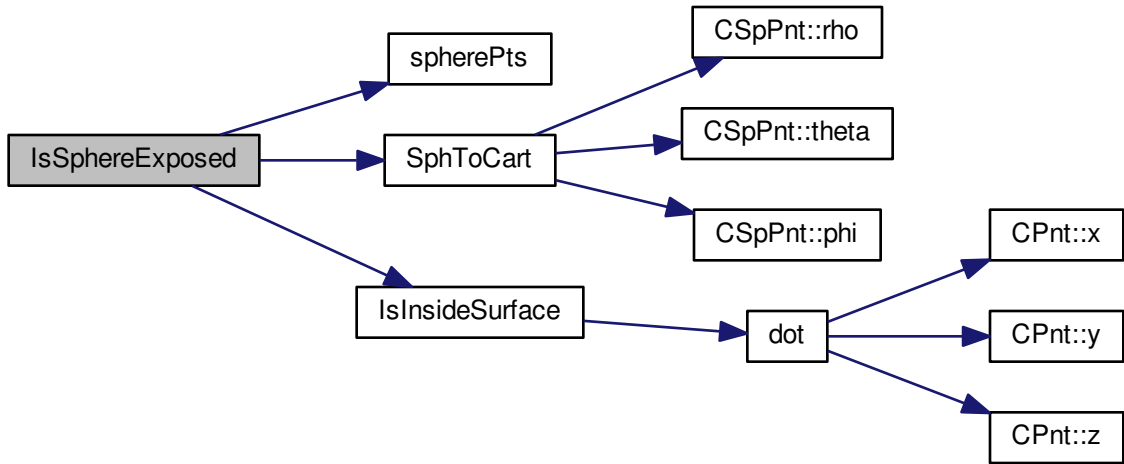 CSpPnt::rho
spherePts
CSpPnt::theta
IsSphereExposed
SphToCart
CSpPnt::phi
CPnt::x
IsInsideSurface
dot
CPnt::y
CPnt::z